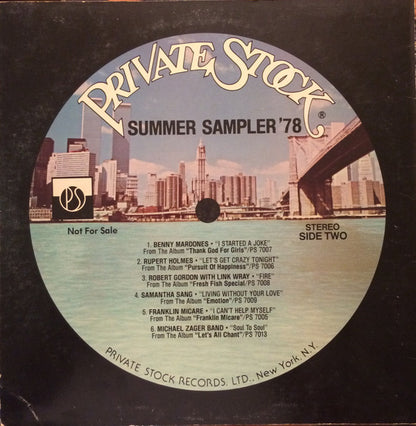 PRIVATE STOCK®
SUMMER SAMPLER '78
PS
Not For Sale
STEREO
SIDE TWO
1. BENNY MARDONES • "I STARTED A JOKE"
From The Album "Thank God For Girls"/PS 7007
2. RUPERT HOLMES • "LET'S GET CRAZY TONIGHT"
From The Album "Pursuit Of Happiness"/PS 7006
3. ROBERT GORDON WITH LINK WRAY • "FIRE"
From The Album "Fresh Fish Special"/PS 7008
4. SAMANTHA SANG • "LIVING WITHOUT YOUR LOVE"
From The Album "Emotion"/PS 7009
5. FRANKLIN MICARE • "I CAN'T HELP MYSELF"
From The Album "Franklin Micare"/PS 7005
6. MICHAEL ZAGER BAND • "Soul To Soul"
From The Album "Let's All Chant"/PS 7013
PRIVATE STOCK RECORDS, LTD., New York, N.Y.